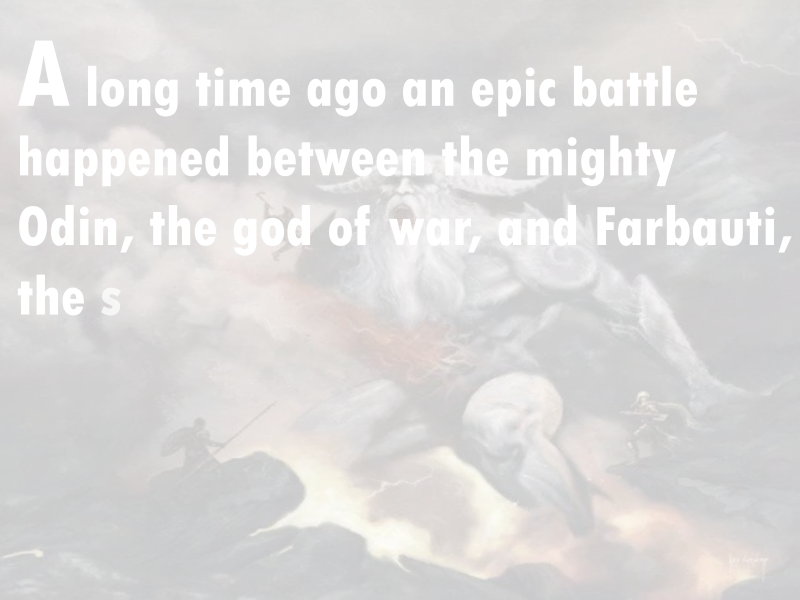 A long time ago an epic battle
happened between the mighty
Odin, the god of war, and Farbauti,
the s